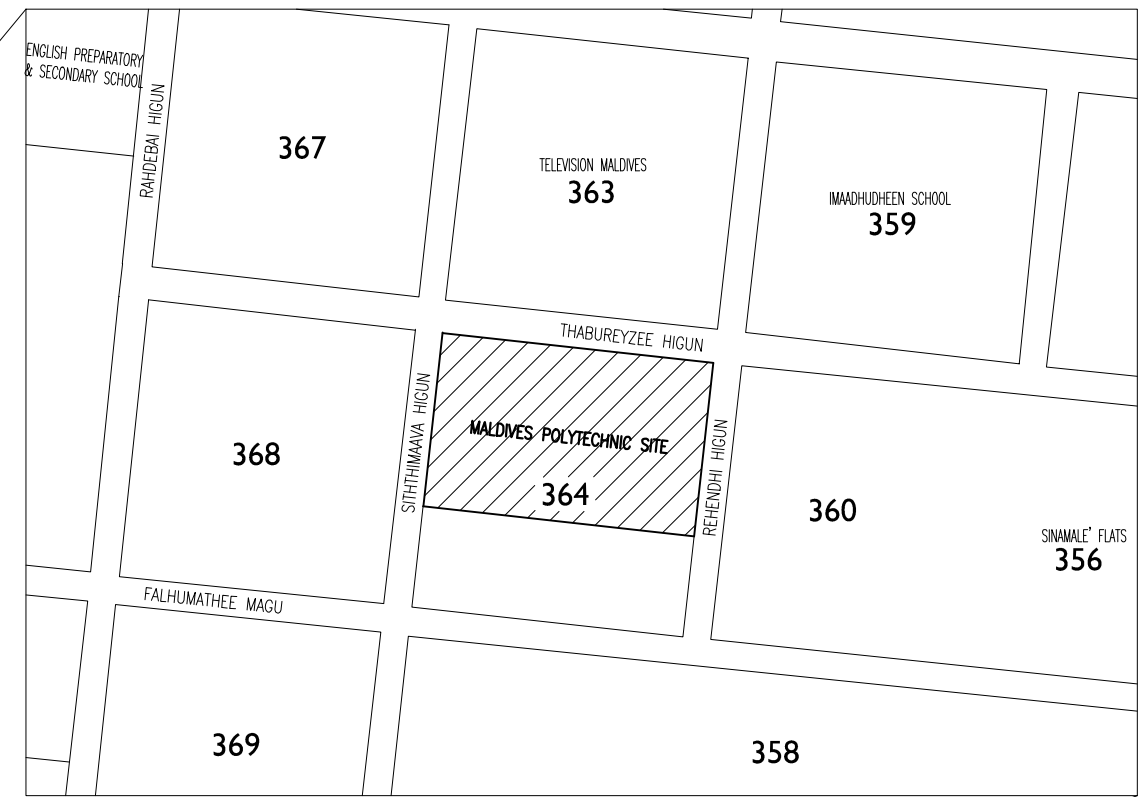 ENGLISH PREPARATORY
& SECONDARY SCHOOL
RAHDEBAI HIGUN
367
TELEVISION MALDIVES
363
IMAADHUDHEEN SCHOOL
359
THABUREYZEE HIGUN
368
SITHTHIMAAVA HIGUN
MALDIVES POLYTECHNIC SITE
364
REHENDHI HIGUN
360
SINAMALE' FLATS
356
FALHUMATHEE MAGU
369
358